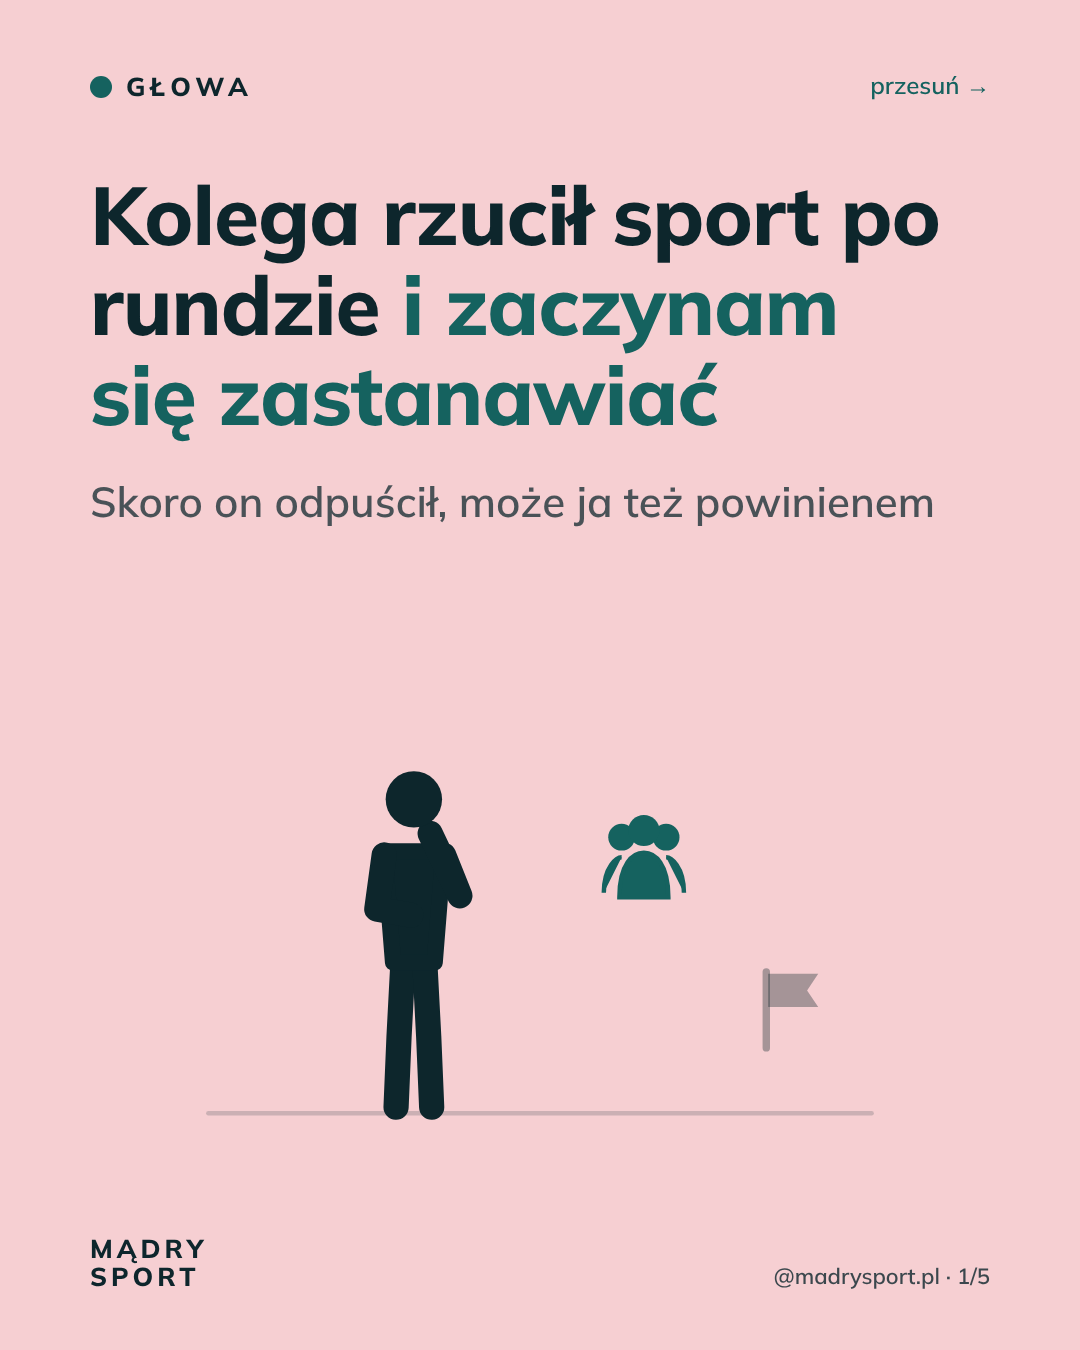 GŁOWA
przesuń →
Kolega rzucił sport po
rundzie i zaczynam
się zastanawiać
Skoro on odpuścił, może ja też powinienem
MĄDRY
SPORT
@madrysport.pl · 1/5